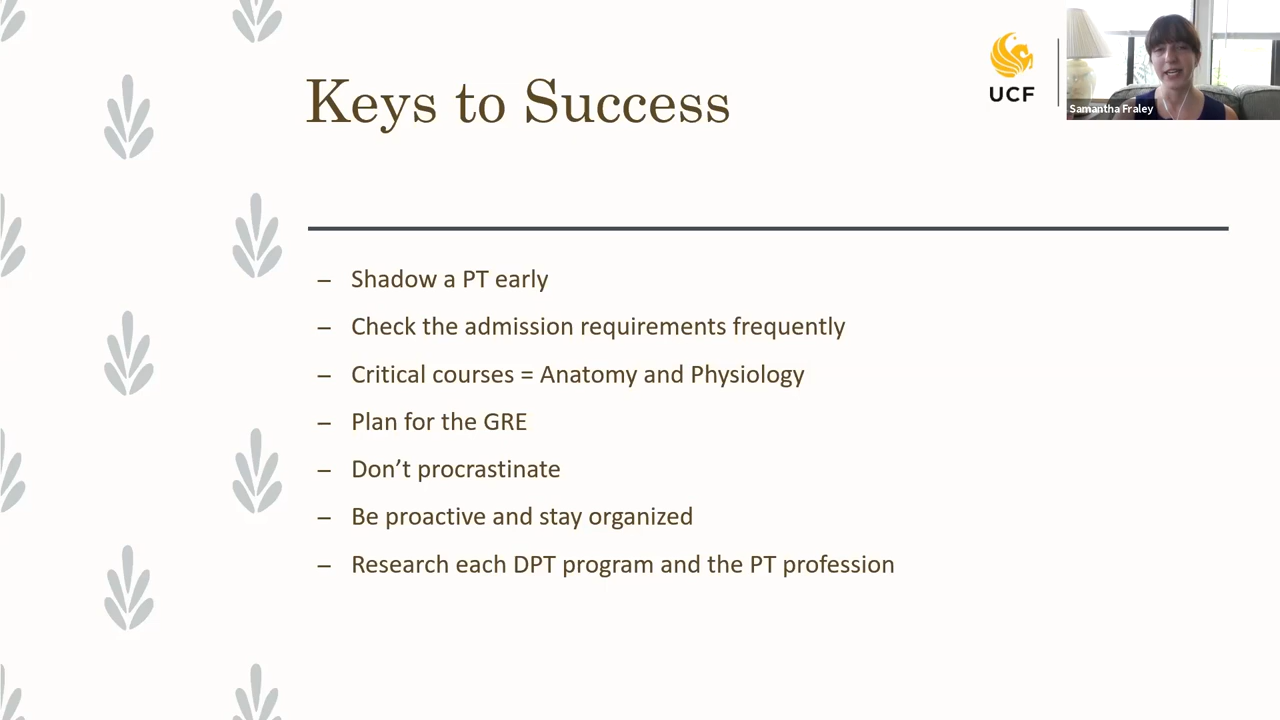 Keys to Success
UCF
Samantha Fraley
– Shadow a PT early
– Check the admission requirements frequently
– Critical courses = Anatomy and Physiology
– Plan for the GRE
– Don’t procrastinate
– Be proactive and stay organized
– Research each DPT program and the PT profession